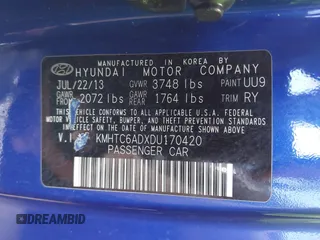 MANUFACTURED IN KOREA BY
HYUNDAI MOTOR COMPANY
JUL/22/13 GVWR 3748 lbs PAINT UU9
GAWR FRONT 2072 lbs GAWR REAR 1764 lbs TRIM RY
THIS VEHICLE CONFORMS TO ALL APPLICABLE U.S.A. FEDERAL
MOTOR VEHICLE SAFETY, BUMPER, AND THEFT PREVENTION
STANDARDS IN EFFECT ON THE DATE OF MANUFACTURE SHOWN ABOVE.
V.I.N. KMHTC6ADXDU170420
PASSENGER CAR
DREAMBID